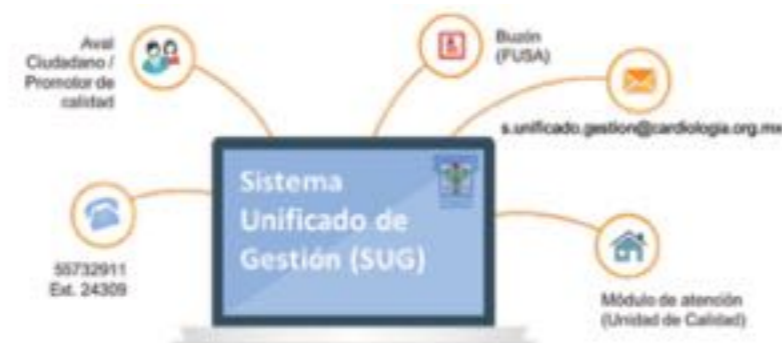 Aval
Ciudadano /
Promotor de
calidad
Buzón
(FUSA)
s.unificado.gestion@cardiologia.org.mx
Sistema
Unificado de
Gestión (SUG)
55732911
Ext. 24309
Módulo de atención
(Unidad de Calidad)